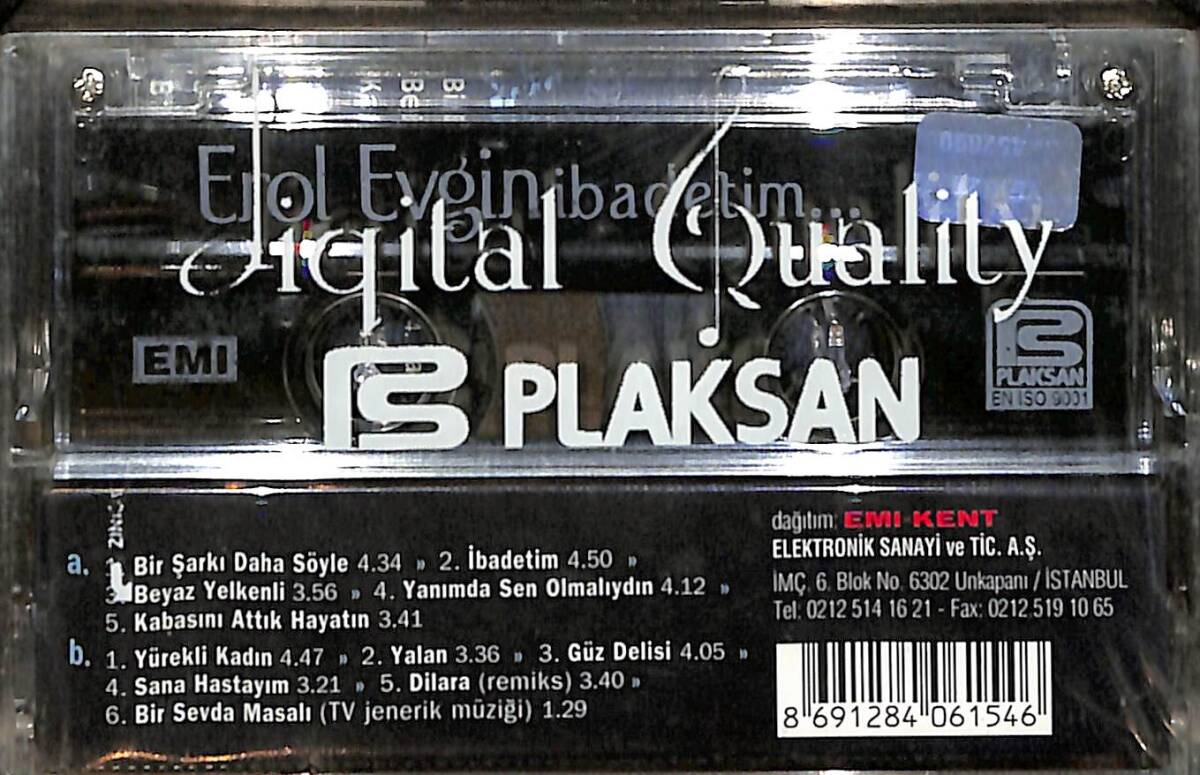 Erol Evgin ibadetim...
Digital Quality
EMI
PLAKSAN
PLAKSAN
EN ISO 9001
a. 1. Bir Şarkı Daha Söyle 4.34 » 2. İbadetim 4.50 »
3. Beyaz Yelkenli 3.56 » 4. Yanımda Sen Olmalıydın 4.12 »
5. Kabasını Attık Hayatın 3.41
b. 1. Yürekli Kadın 4.47 » 2. Yalan 3.36 » 3. Güz Delisi 4.05 »
4. Sana Hastayım 3.21 » 5. Dilara (remiks) 3.40 »
6. Bir Sevda Masalı (TV jenerik müziği) 1.29
dağıtım: EMI-KENT
ELEKTRONİK SANAYİ ve TİC. A.Ş.
İMÇ. 6. Blok No. 6302 Unkapanı / İSTANBUL
Tel: 0212 514 16 21 - Fax: 0212 519 10 65
8 691284 061546